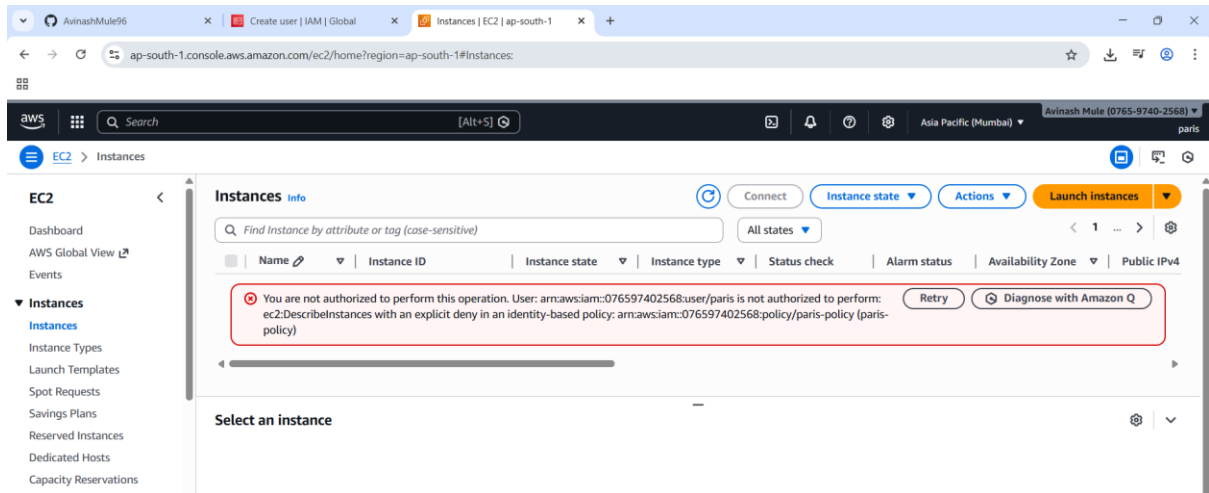 AvinashMule96
Create user | IAM | Global
Instances | EC2 | ap-south-1
ap-south-1.console.aws.amazon.com/ec2/home?region=ap-south-1#Instances:
aws
Search
[Alt+S]
Asia Pacific (Mumbai)
Avinash Mule (0765-9740-2568)
paris
EC2 > Instances
EC2
Dashboard
AWS Global View
Events
Instances
Instances
Instance Types
Launch Templates
Spot Requests
Savings Plans
Reserved Instances
Dedicated Hosts
Capacity Reservations
Instances Info
Connect
Instance state
Actions
Launch instances
Find Instance by attribute or tag (case-sensitive)
All states
1 ...
Name
Instance ID
Instance state
Instance type
Status check
Alarm status
Availability Zone
Public IPv4
You are not authorized to perform this operation. User: arn:aws:iam::076597402568:user/paris is not authorized to perform:
ec2:DescribeInstances with an explicit deny in an identity-based policy: arn:aws:iam::076597402568:policy/paris-policy (paris-
policy)
Retry
Diagnose with Amazon Q
Select an instance